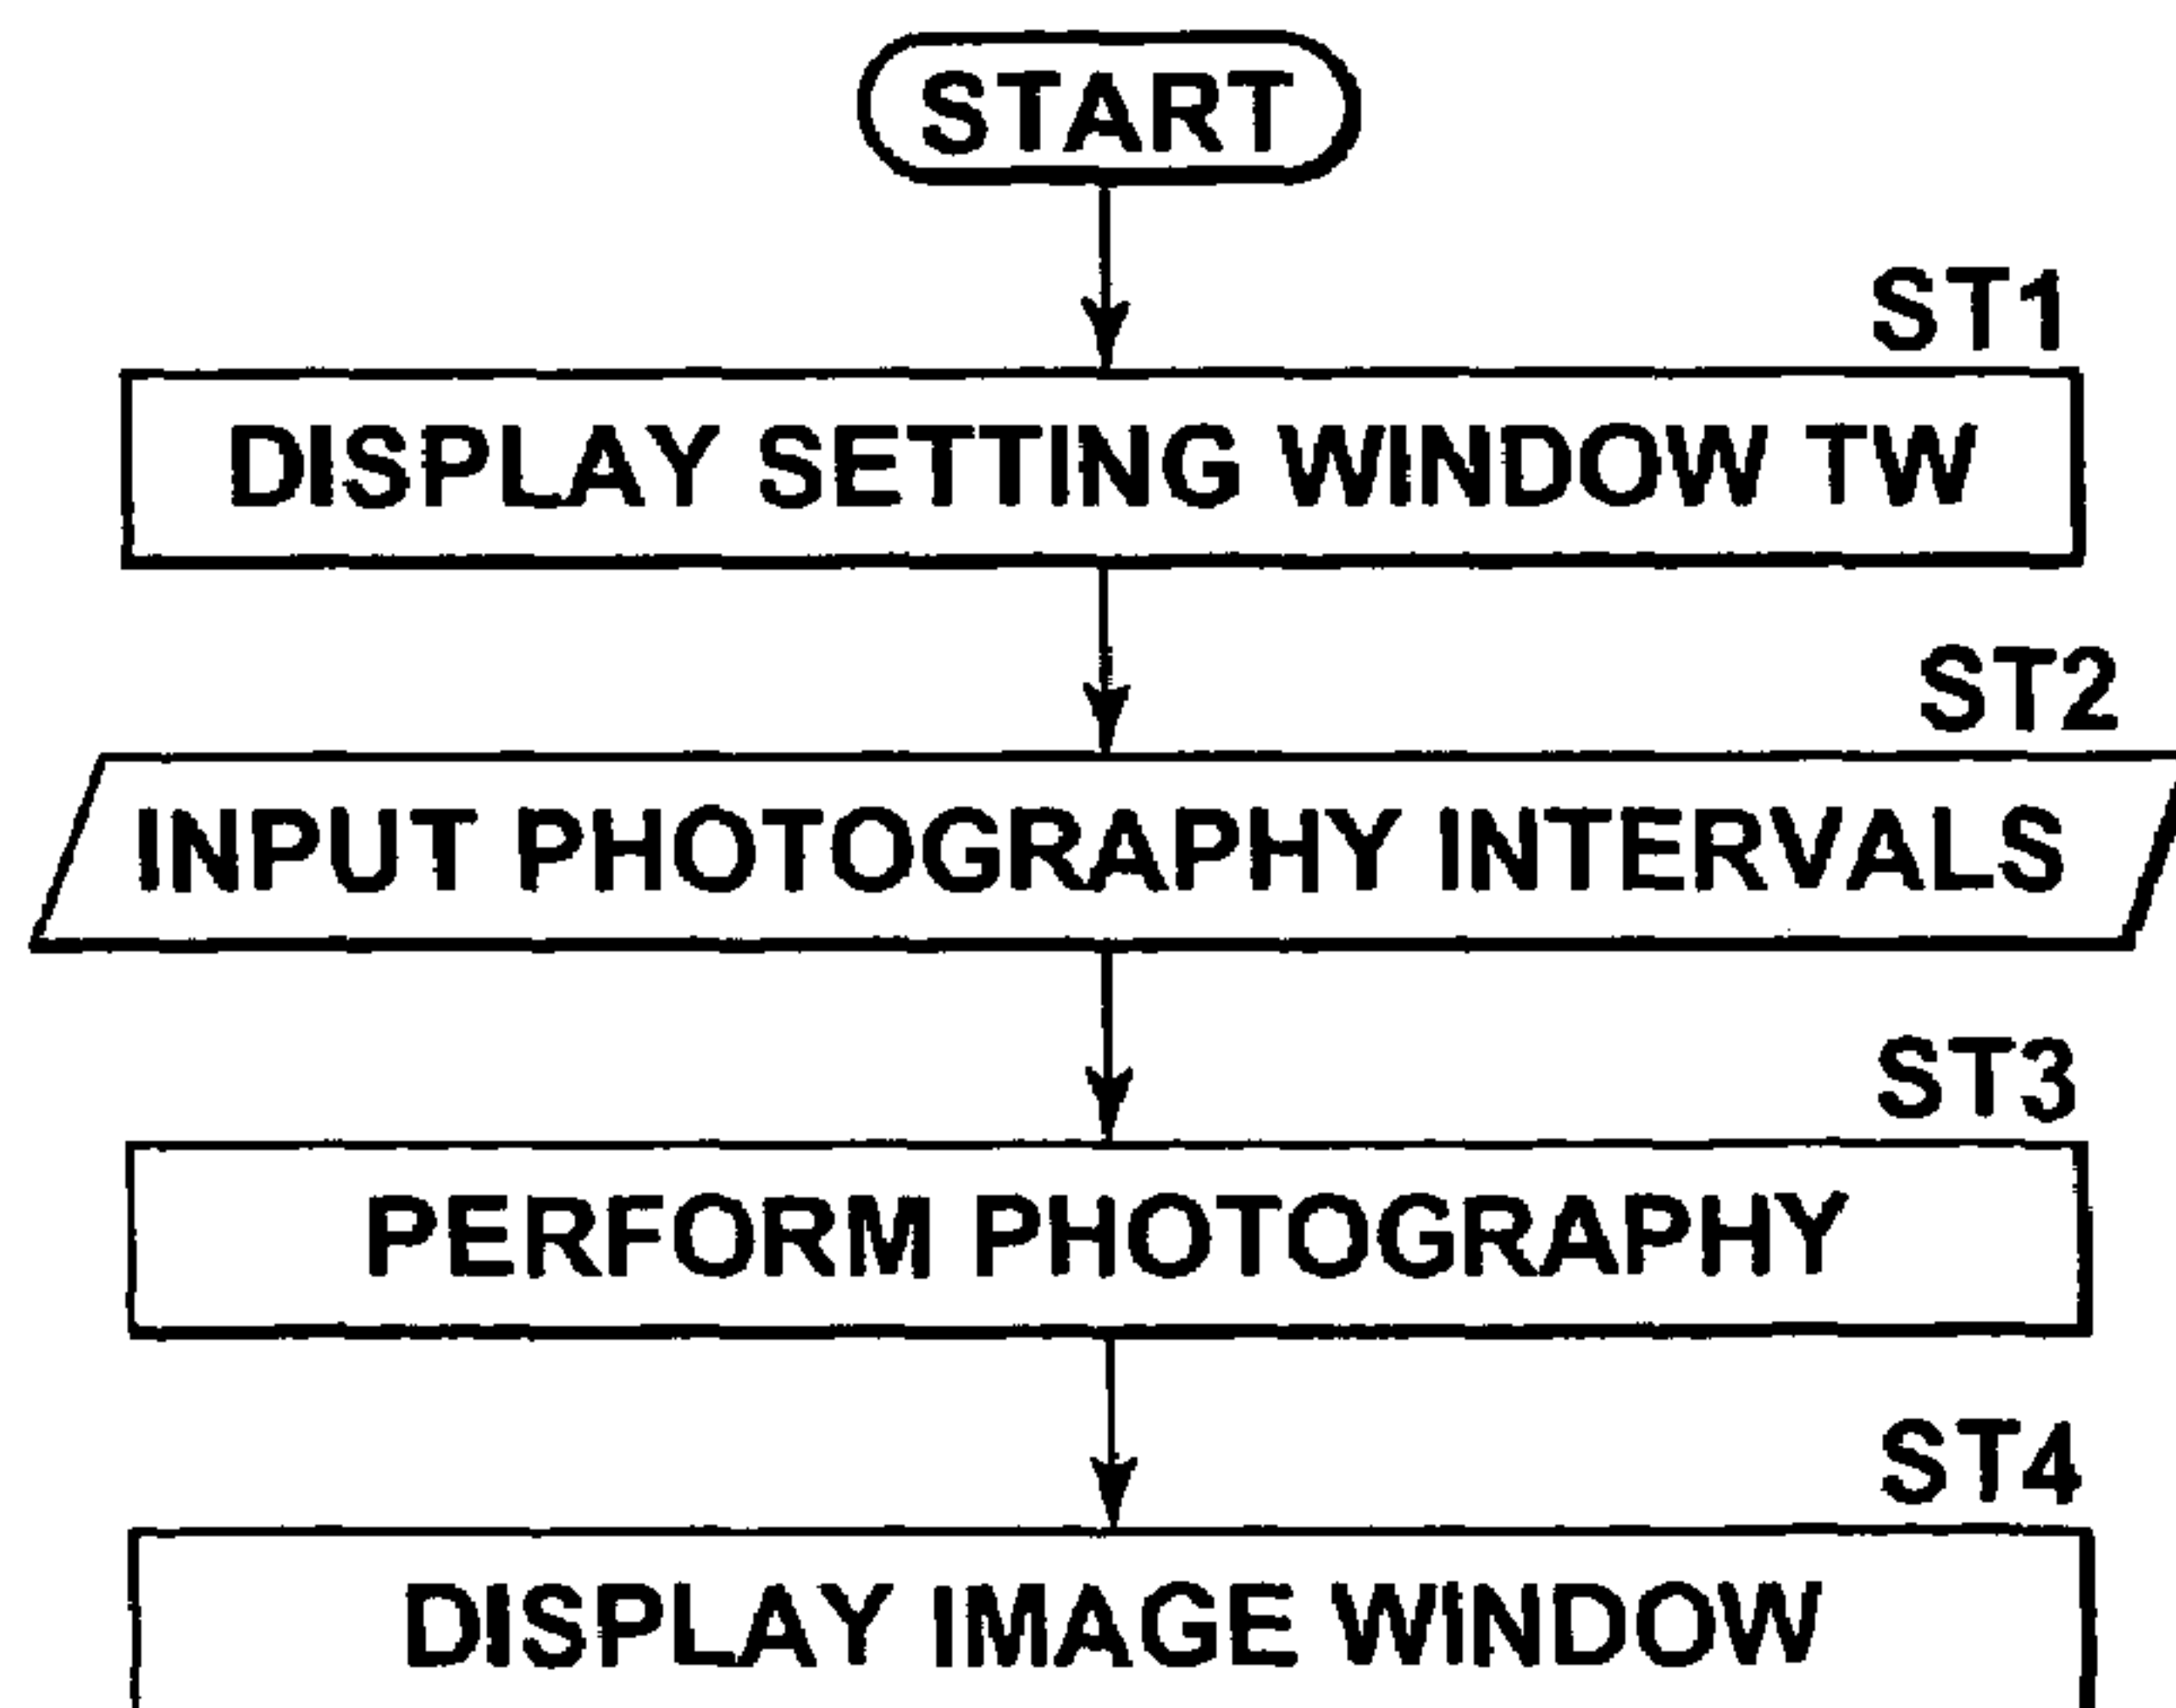 START
ST1
DISPLAY SETTING WINDOW TW
ST2
INPUT PHOTOGRAPHY INTERVALS
ST3
PERFORM PHOTOGRAPHY
ST4
DISPLAY IMAGE WINDOW